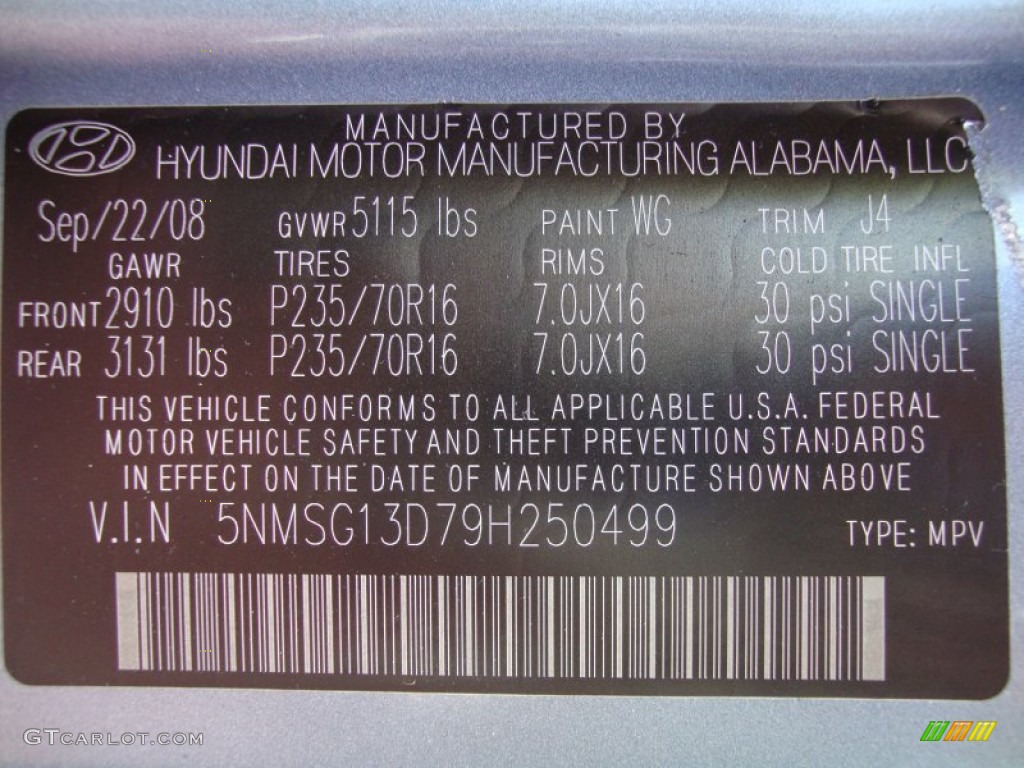 MANUFACTURED BY
HYUNDAI MOTOR MANUFACTURING ALABAMA, LLC
Sep/22/08 GVWR 5115 lbs PAINT WG TRIM J4
GAWR TIRES RIMS COLD TIRE INFL
FRONT 2910 lbs P235/70R16 7.0JX16 30 psi SINGLE
REAR 3131 lbs P235/70R16 7.0JX16 30 psi SINGLE
THIS VEHICLE CONFORMS TO ALL APPLICABLE U.S.A. FEDERAL
MOTOR VEHICLE SAFETY AND THEFT PREVENTION STANDARDS
IN EFFECT ON THE DATE OF MANUFACTURE SHOWN ABOVE
V.I.N 5NMSG13D79H250499 TYPE: MPV
GTCARLOT.COM